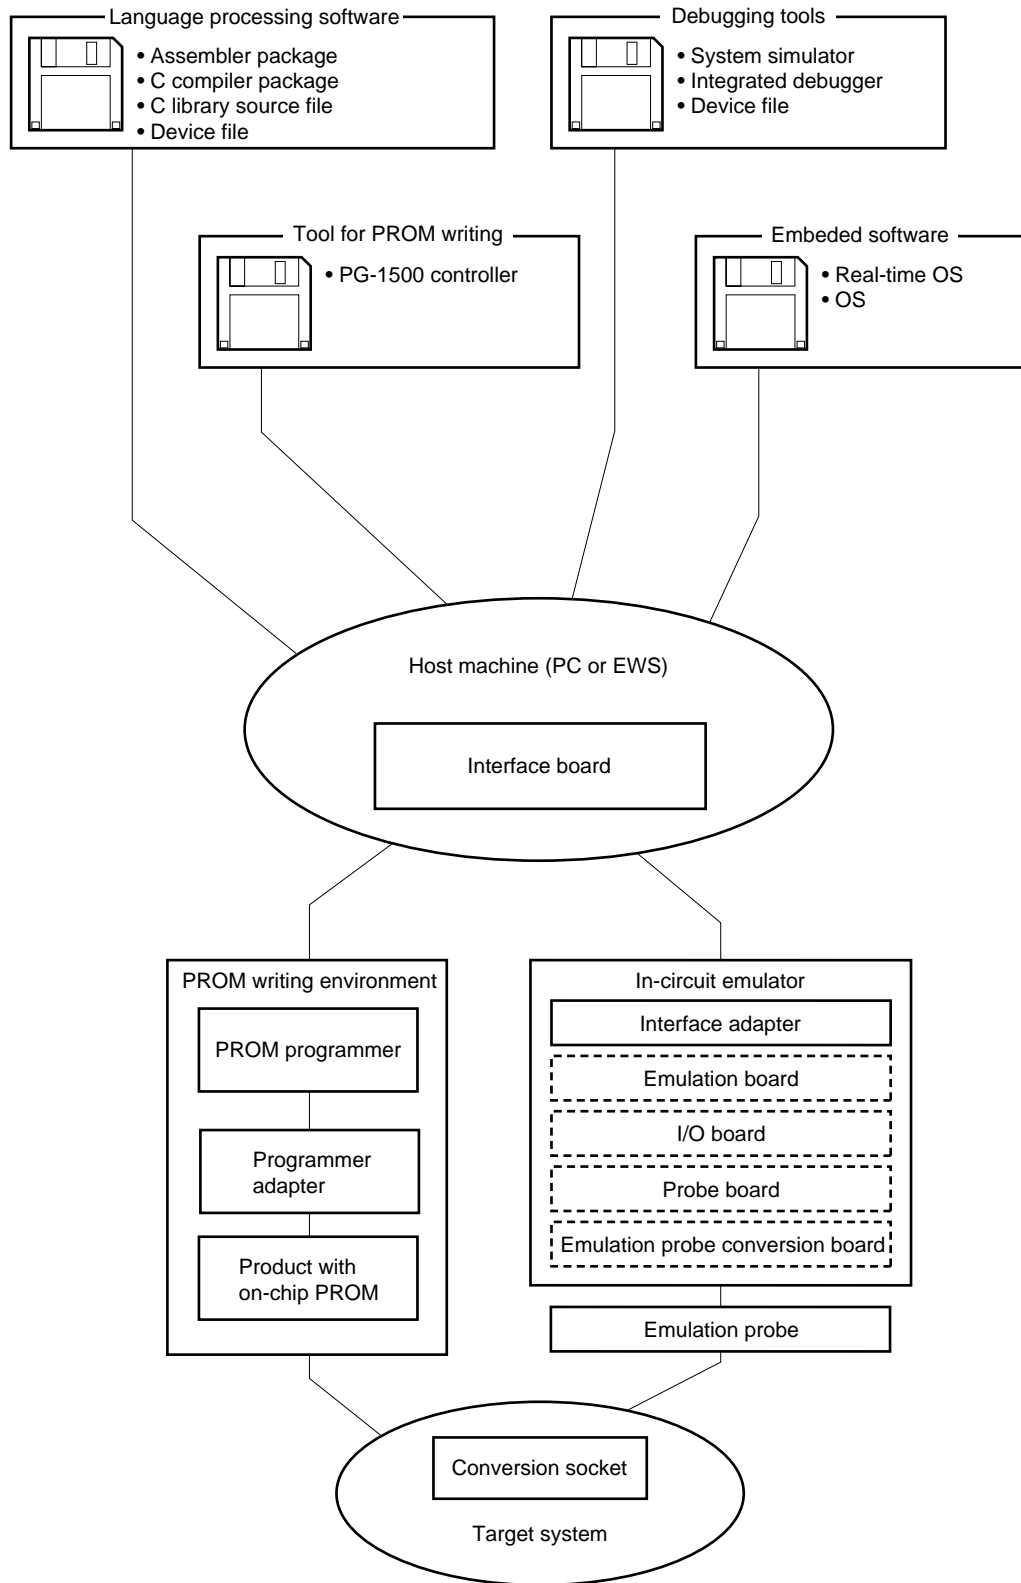 Language processing software
• Assembler package
• C compiler package
• C library source file
• Device file
Debugging tools
• System simulator
• Integrated debugger
• Device file
Tool for PROM writing
• PG-1500 controller
Embeded software
• Real-time OS
• OS
Host machine (PC or EWS)
Interface board
PROM writing environment
PROM programmer
Programmer
adapter
Product with
on-chip PROM
In-circuit emulator
Interface adapter
Emulation board
I/O board
Probe board
Emulation probe conversion board
Emulation probe
Conversion socket
Target system